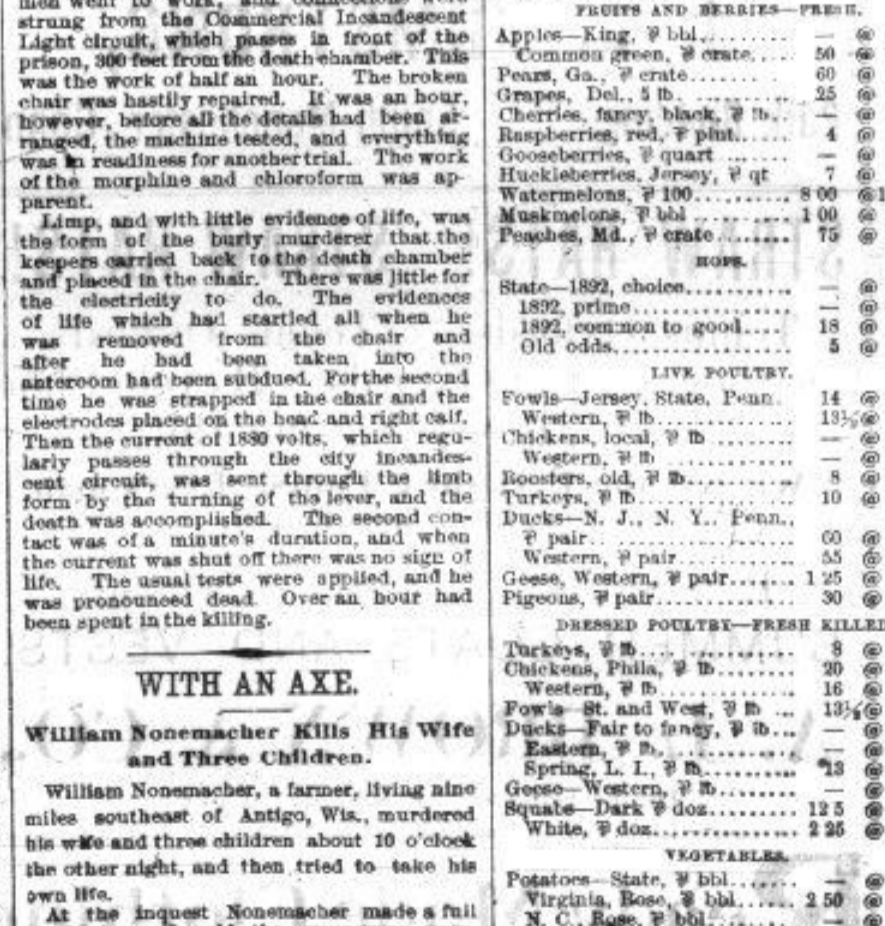 men went to work, and connections were
strung from the Commercial Incandescent
Light circuit, which passes in front of the
prison, 300 feet from the death chamber. This
was the work of half an hour. The broken
chair was hastily repaired. It was an hour,
however, before all the details had been ar-
ranged, the machine tested, and everything
was in readiness for another trial. The work
of the morphine and chloroform was ap-
parent.
Limp, and with little evidence of life, was
the form of the burly murderer that the
keepers carried back to the death chamber
and placed in the chair. There was little for
the electricity to do. The evidences
of life which had startled all when he
was removed from the chair and
after he had been taken into the
anteroom had been subdued. For the second
time he was strapped in the chair and the
electrodes placed on the head and right calf.
Then the current of 1830 volts, which regu-
larly passes through the city incandes-
cent circuit, was sent through the limb
form by the turning of the lever, and the
death was accomplished. The second con-
tact was of a minute's duration, and when
the current was shut off there was no sign of
life. The usual tests were applied, and he
was pronounced dead. Over an hour had
been spent in the killing.
WITH AN AXE.
William Nonemacher Kills His Wife
and Three Children.
William Nonemacher, a farmer, living nine
miles southeast of Antigo, Wis., murdered
his wife and three children about 10 o'clock
the other night, and then tried to take his
own life.
At the inquest Nonemacher made a full
FRUITS AND BERRIES—FRESH.
Apples—King, ⅌ bbl......... — @
Common green, ⅌ crate.... 50 @
Pears, Ga., ⅌ crate........ 60 @
Grapes, Del., 5 lb. ........... 25 @
Cherries, fancy, black, ⅌ lb.. — @
Raspberries, red, ⅌ pint.... 4 @
Gooseberries, ⅌ quart ....... — @
Huckleberries, Jersey, ⅌ qt 7 @
Watermelons, ⅌ 100.......... 8 00 @1
Muskmelons, ⅌ bbl ......... 1 00 @
Peaches, Md., ⅌ crate........ 75 @
HOPS.
State—1892, choice........... — @
1892, prime................. — @
1892, common to good.... 18 @
Old odds.................... 5 @
LIVE POULTRY.
Fowls—Jersey, State, Penn. 14 @
Western, ⅌ lb.............. 13½@
Chickens, local, ⅌ lb ........ — @
Western, ⅌ lb.............. — @
Roosters, old, ⅌ lb........... 8 @
Turkeys, ⅌ lb................. 10 @
Ducks—N. J., N. Y., Penn.,
⅌ pair...................... 60 @
Western, ⅌ pair........... 55 @
Geese, Western, ⅌ pair....... 1 25 @
Pigeons, ⅌ pair............... 30 @
DRESSED POULTRY—FRESH KILLED
Turkeys, ⅌ lb................. 8 @
Chickens, Phila, ⅌ lb........ 20 @
Western, ⅌ lb.............. 16 @
Fowls—St. and West, ⅌ lb ... 13½@
Ducks—Fair to fancy, ⅌ lb... — @
Eastern, ⅌ lb............... — @
Spring, L. I., ⅌ lb.......... 13 @
Geese—Western, ⅌ lb........ — @
Squabs—Dark ⅌ doz.......... 12 5 @
White, ⅌ doz............... 2 25 @
VEGETABLES.
Potatoes—State, ⅌ bbl....... — @
Virginia, Rose, ⅌ bbl...... 2 50 @
N. C., Rose, ⅌ bbl......... — @